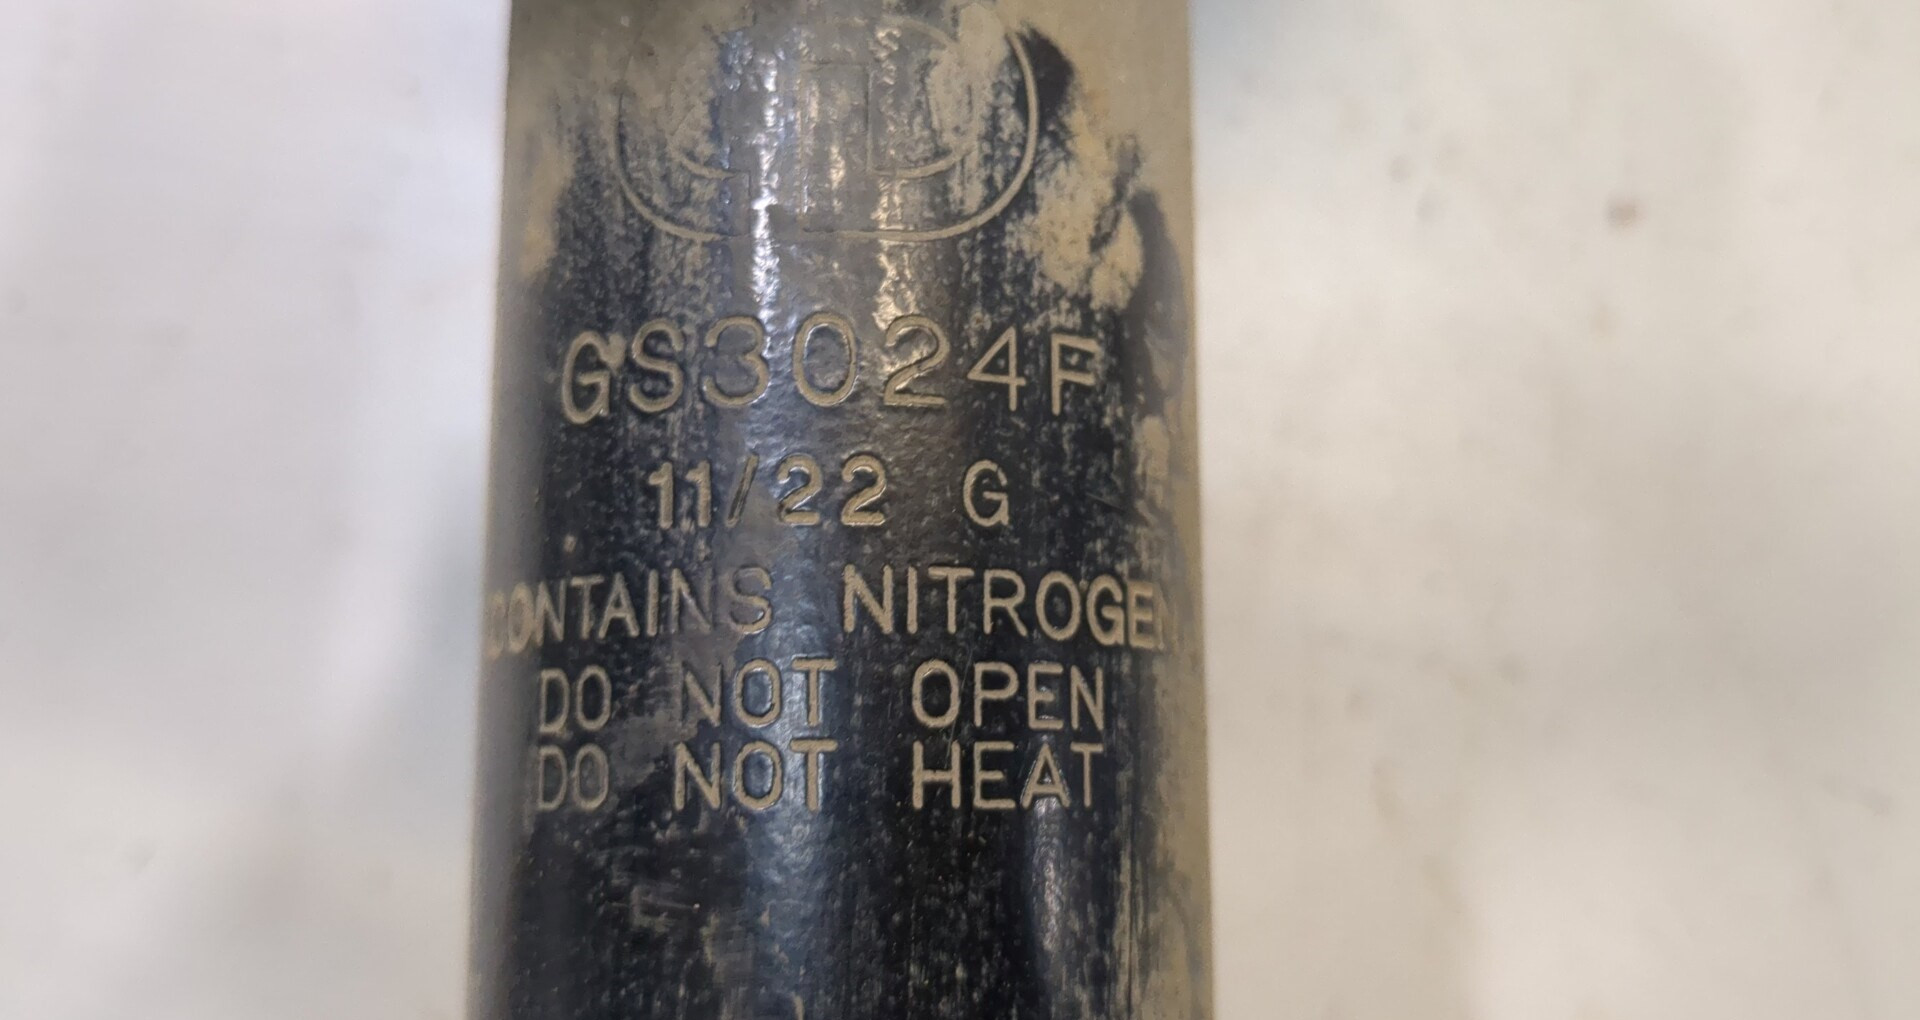 GS3024F
11/22 G
CONTAINS NITROGEN
DO NOT OPEN
DO NOT HEAT